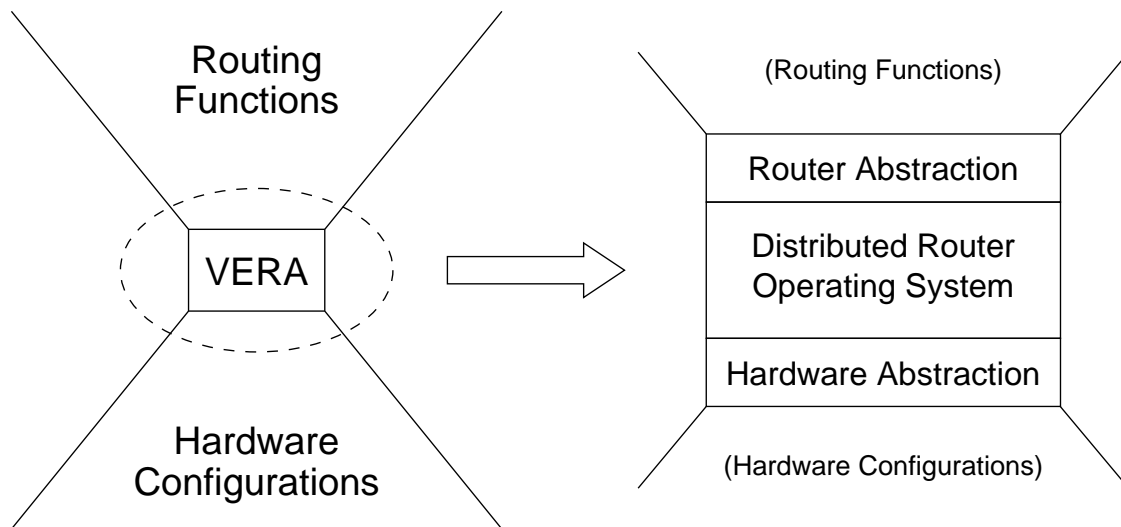 Routing
Functions
VERA
Hardware
Configurations
(Routing Functions)
Router Abstraction
Distributed Router
Operating System
Hardware Abstraction
(Hardware Configurations)